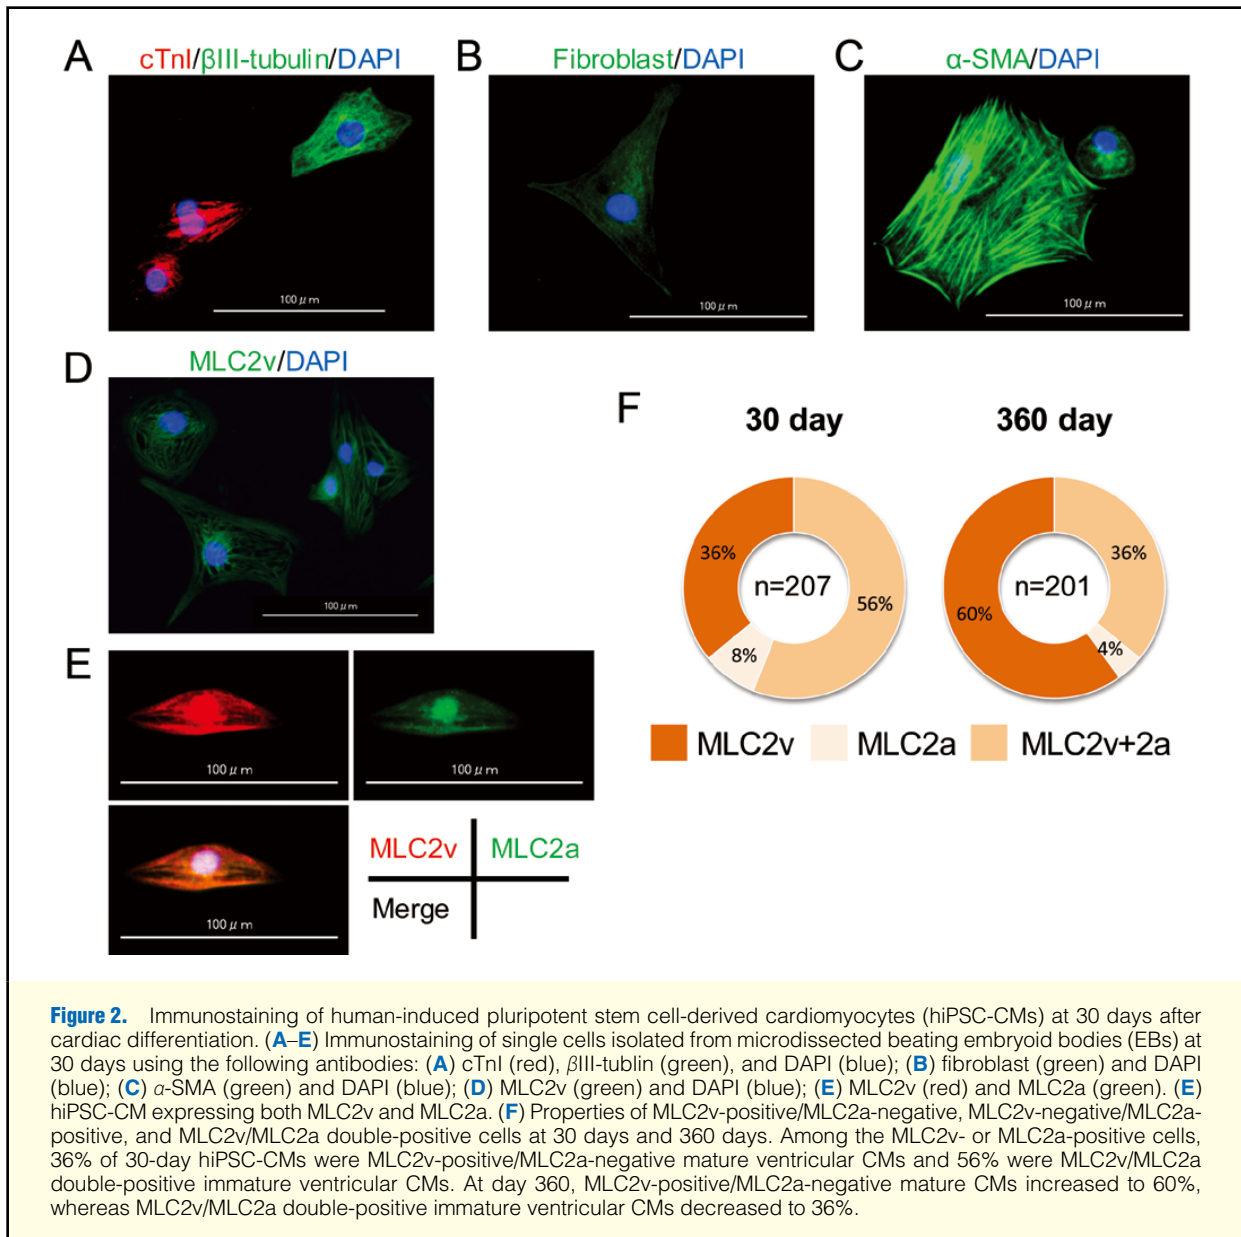 A
cTnI/βIII-tubulin/DAPI
100 μm
B
Fibroblast/DAPI
100 μm
C
α-SMA/DAPI
100 μm
D
MLC2v/DAPI
100 μm
E
100 μm
100 μm
100 μm
MLC2v
MLC2a
Merge
F
30 day
360 day
36%
n=207
56%
8%
36%
n=201
60%
4%
MLC2v
MLC2a
MLC2v+2a
Figure 2. Immunostaining of human-induced pluripotent stem cell-derived cardiomyocytes (hiPSC-CMs) at 30 days after
cardiac differentiation. (A–E) Immunostaining of single cells isolated from microdissected beating embryoid bodies (EBs) at
30 days using the following antibodies: (A) cTnI (red), βIII-tublin (green), and DAPI (blue); (B) fibroblast (green) and DAPI
(blue); (C) α-SMA (green) and DAPI (blue); (D) MLC2v (green) and DAPI (blue); (E) MLC2v (red) and MLC2a (green). (E)
hiPSC-CM expressing both MLC2v and MLC2a. (F) Properties of MLC2v-positive/MLC2a-negative, MLC2v-negative/MLC2a-
positive, and MLC2v/MLC2a double-positive cells at 30 days and 360 days. Among the MLC2v- or MLC2a-positive cells,
36% of 30-day hiPSC-CMs were MLC2v-positive/MLC2a-negative mature ventricular CMs and 56% were MLC2v/MLC2a
double-positive immature ventricular CMs. At day 360, MLC2v-positive/MLC2a-negative mature CMs increased to 60%,
whereas MLC2v/MLC2a double-positive immature ventricular CMs decreased to 36%.